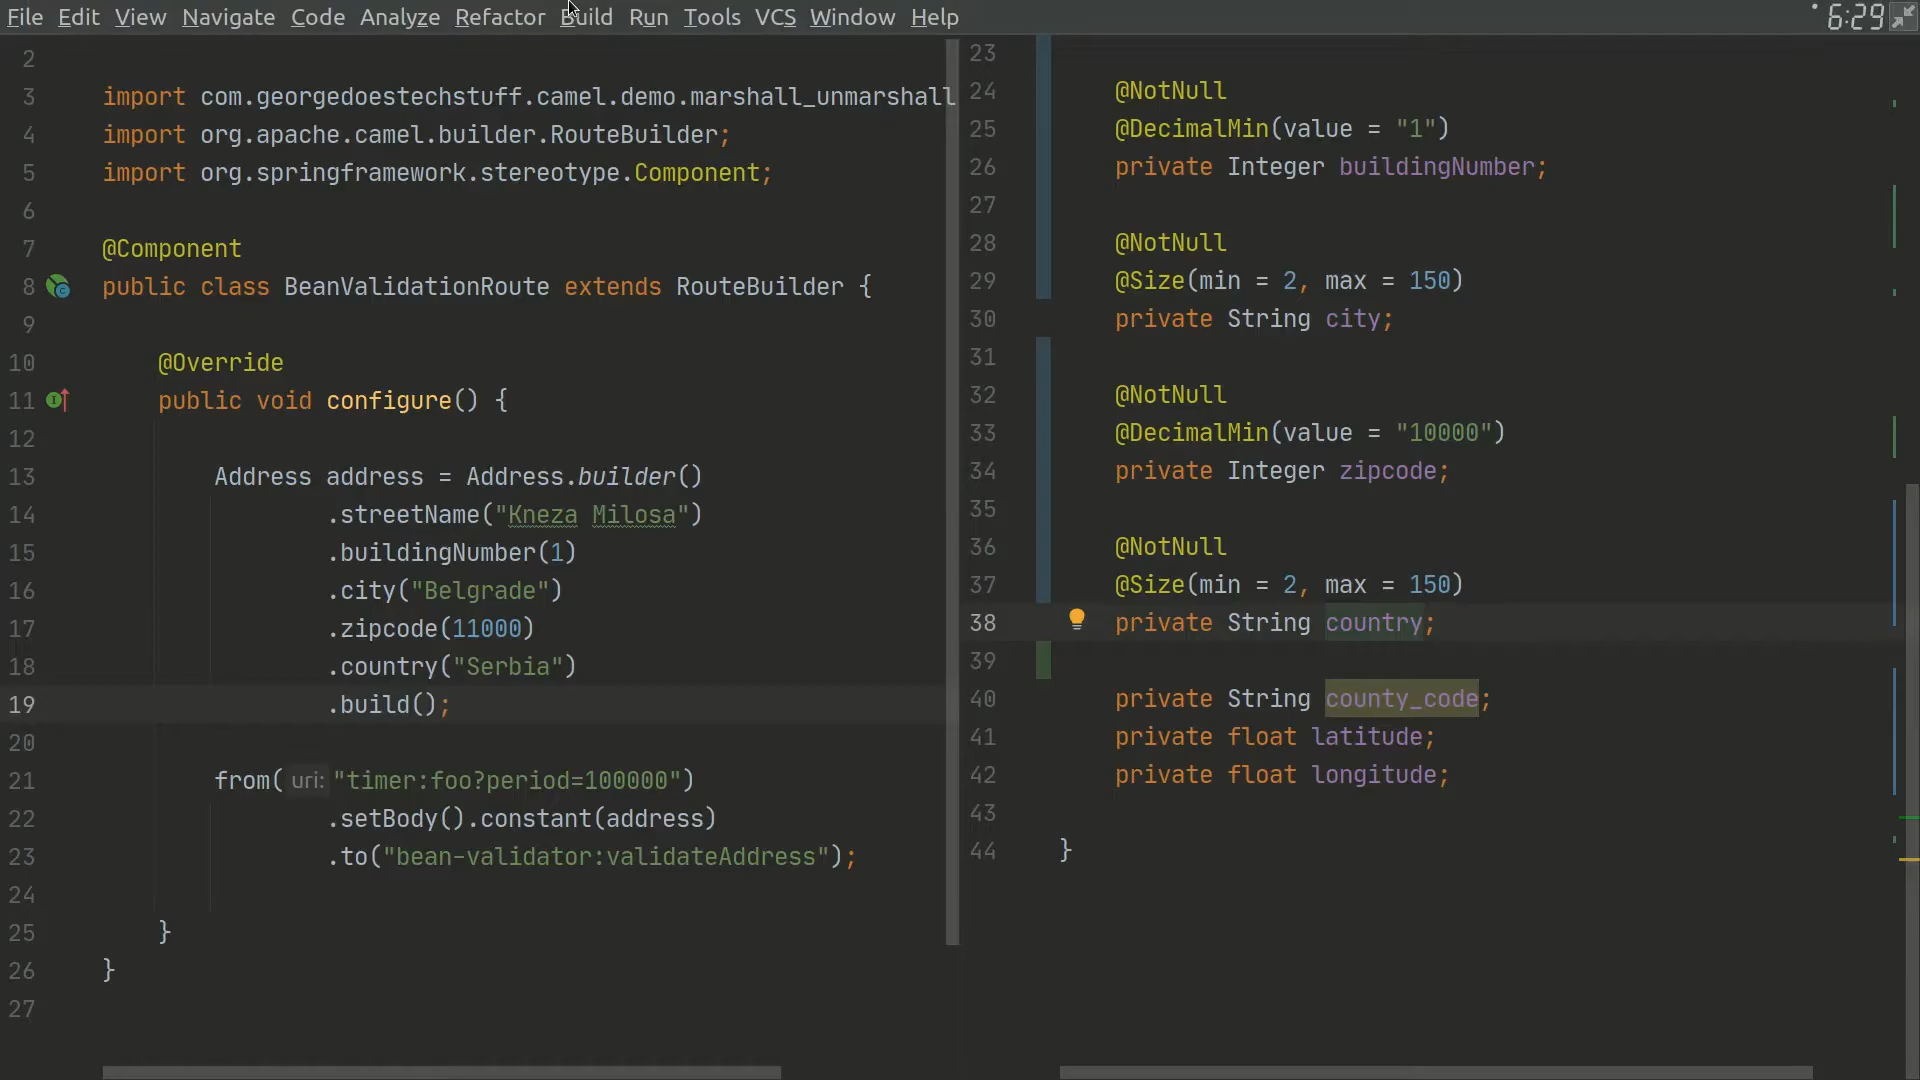 File Edit View Navigate Code Analyze Refactor Build Run Tools VCS Window Help 6:29
2
3 import com.georgedoestechstuff.camel.demo.marshall_unmarshall
4 import org.apache.camel.builder.RouteBuilder;
5 import org.springframework.stereotype.Component;
6
7 @Component
8 public class BeanValidationRoute extends RouteBuilder {
9
10 @Override
11 public void configure() {
12
13 Address address = Address.builder()
14 .streetName("Kneza Milosa")
15 .buildingNumber(1)
16 .city("Belgrade")
17 .zipcode(11000)
18 .country("Serbia")
19 .build();
20
21 from( uri: "timer:foo?period=100000")
22 .setBody().constant(address)
23 .to("bean-validator:validateAddress");
24
25 }
26 }
27
23
24 @NotNull
25 @DecimalMin(value = "1")
26 private Integer buildingNumber;
27
28 @NotNull
29 @Size(min = 2, max = 150)
30 private String city;
31
32 @NotNull
33 @DecimalMin(value = "10000")
34 private Integer zipcode;
35
36 @NotNull
37 @Size(min = 2, max = 150)
38 private String country;
39
40 private String county_code;
41 private float latitude;
42 private float longitude;
43
44 }